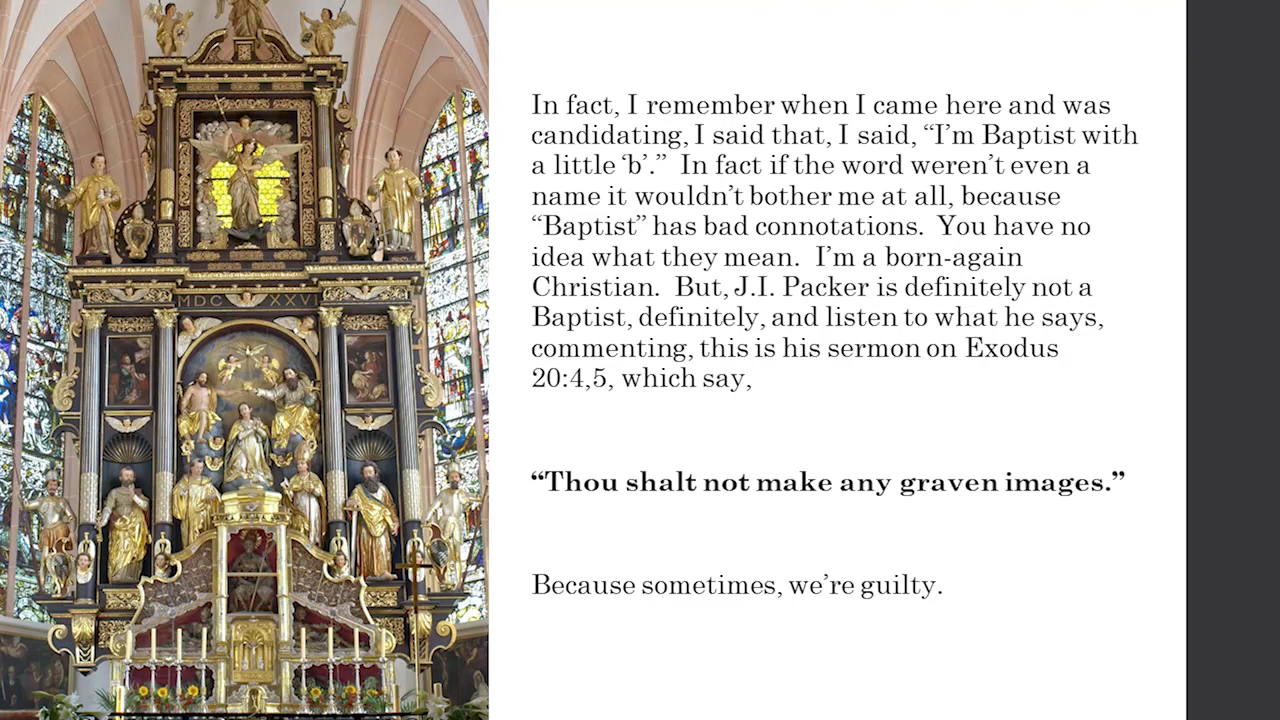 MDC XXVI
In fact, I remember when I came here and was
candidating, I said that, I said, “I’m Baptist with
a little ‘b’.”  In fact if the word weren’t even a
name it wouldn’t bother me at all, because
“Baptist” has bad connotations.  You have no
idea what they mean.  I’m a born-again
Christian.  But, J.I. Packer is definitely not a
Baptist, definitely, and listen to what he says,
commenting, this is his sermon on Exodus
20:4,5, which say,
“Thou shalt not make any graven images.”
Because sometimes, we’re guilty.